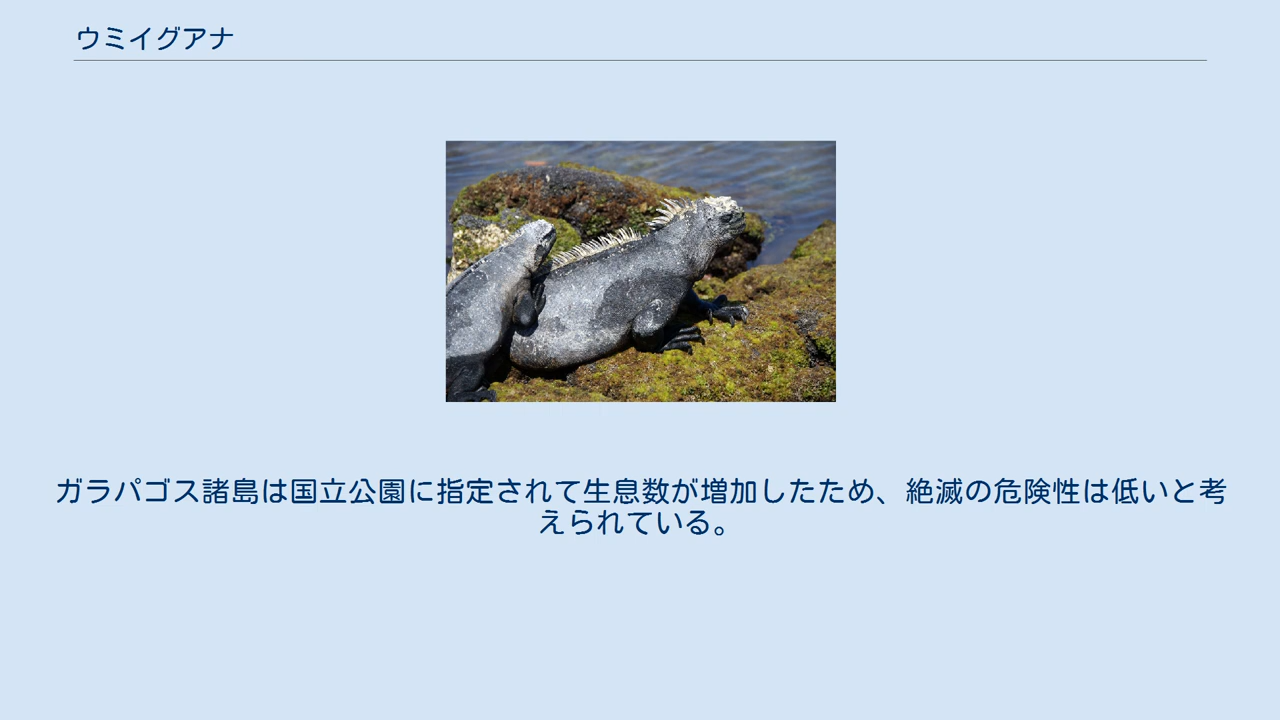 ウミイグアナ
ガラパゴス諸島は国立公園に指定されて生息数が増加したため、絶滅の危険性は低いと考
えられている。